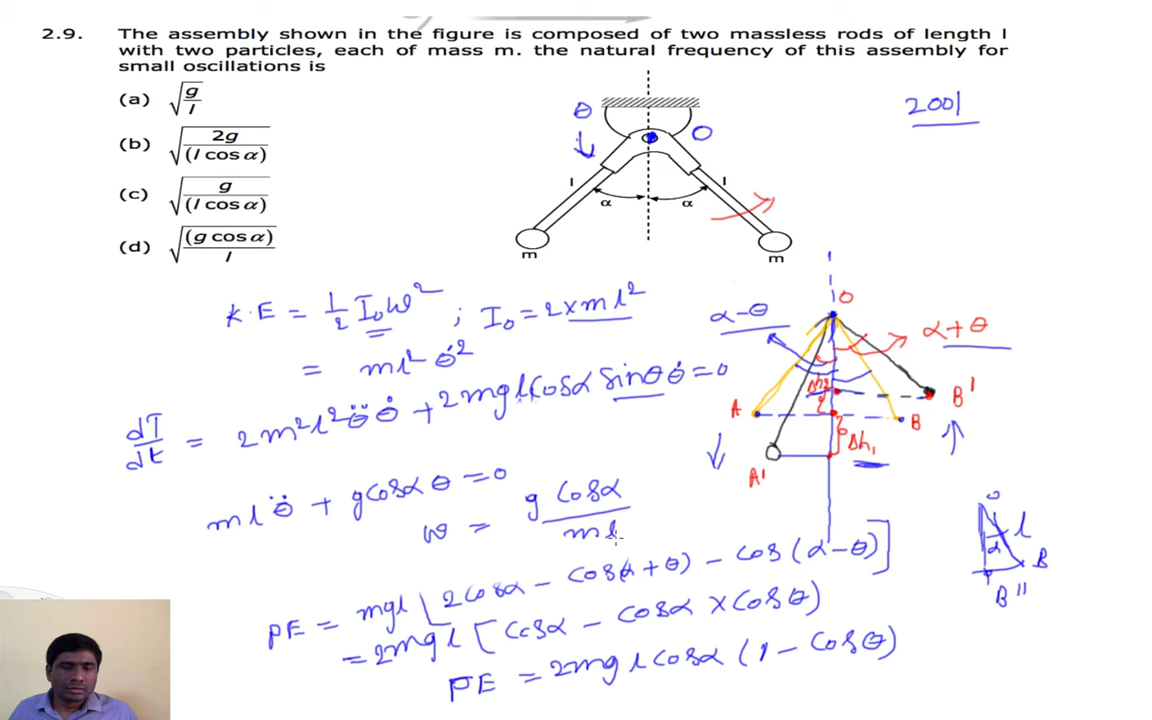 2.9. The assembly shown in the figure is composed of two massless rods of length l
with two particles, each of mass m. the natural frequency of this assembly for
small oscillations is
(a) √(g/l)
(b) √(2g/(l cos α))
(c) √(g/(l cos α))
(d) √((g cos α)/l)
2001
θ
O
l
l
α
α
m
m
K.E = 1/2 I₀ω² ; I₀ = 2 × ml²
= ml² θ̇²
dT/dt = 2m²l² θ̈ θ̇ + 2mgl cosα sinθ θ̇ = 0
ml θ̈ + g cosα θ = 0
ω = g cosα / ml
PE = mgl [2cosα − cos(α+θ) − cos(α−θ)]
= 2mgl [cosα − cosα × cosθ)
PE = 2mgl cosα (1 − cosθ)
O
α−θ
α+θ
A
B
B'
Δh₁
A'
O
l
α
B
B''